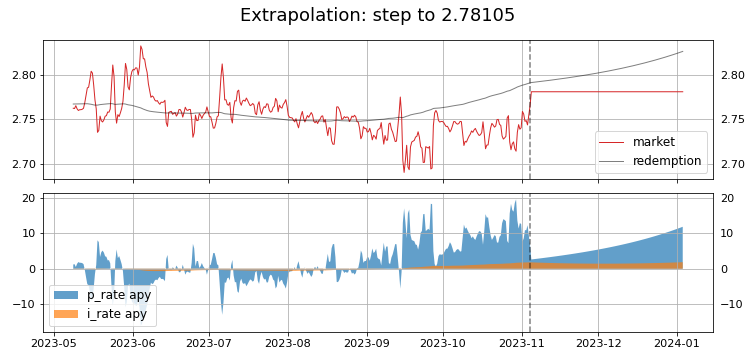 Extrapolation: step to 2.78105
2.80 2.80
2.75 2.75
2.70 2.70
market
redemption
20 20
10 10
0 0
−10 −10
p_rate apy
i_rate apy
2023-05 2023-06 2023-07 2023-08 2023-09 2023-10 2023-11 2023-12 2024-01